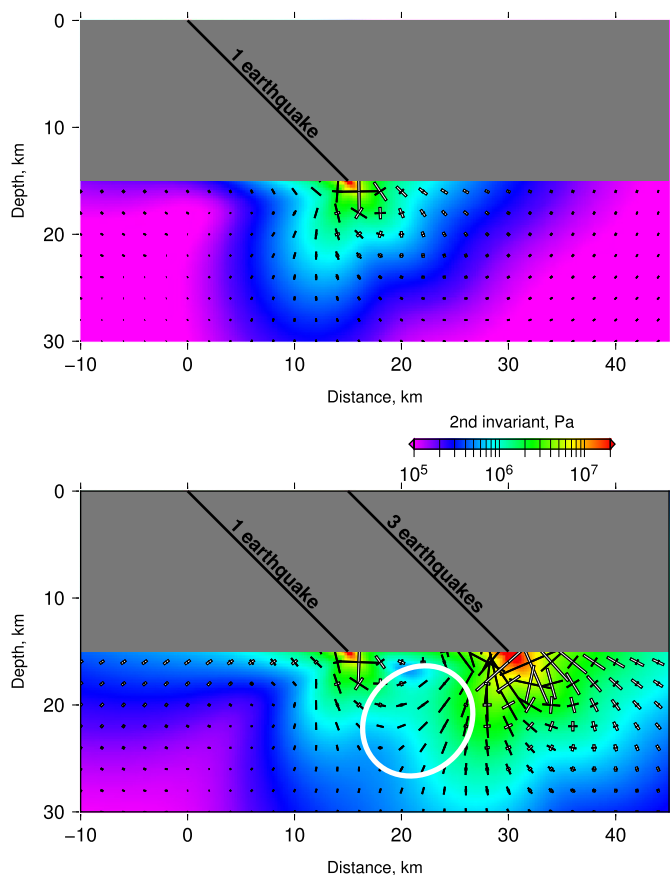 0
10
20
30
Depth, km
1 earthquake
−10 0 10 20 30 40
Distance, km
2nd invariant, Pa
10⁵ 10⁶ 10⁷
0
10
20
30
Depth, km
1 earthquake
3 earthquakes
−10 0 10 20 30 40
Distance, km